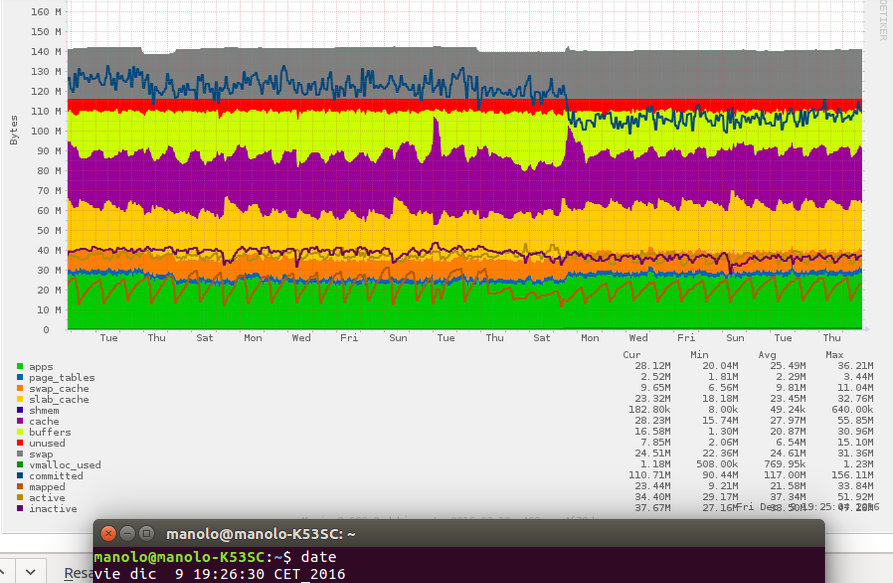 DETIKER
160 M
150 M
140 M
130 M
120 M
110 M
100 M
90 M
80 M
70 M
60 M
50 M
40 M
30 M
20 M
10 M
0
Bytes
Tue Thu Sat Mon Wed Fri Sun Tue Thu Sat Mon Wed Fri Sun Tue Thu
Cur Min Avg Max
apps 28.12M 20.04M 25.49M 36.21M
page_tables 2.52M 1.81M 2.29M 3.44M
swap_cache 9.65M 6.56M 9.81M 11.04M
slab_cache 23.32M 18.18M 23.45M 32.76M
shmem 182.80k 8.00k 49.24k 640.00k
cache 28.23M 15.74M 27.97M 55.85M
buffers 16.58M 1.30M 20.87M 30.96M
unused 7.85M 2.06M 6.54M 15.10M
swap 24.51M 22.36M 24.61M 31.36M
vmalloc_used 1.18M 508.00k 769.95k 1.23M
committed 110.71M 90.44M 117.00M 156.11M
mapped 23.44M 9.21M 21.58M 33.84M
active 34.40M 29.17M 37.34M 51.92M
inactive 37.67M
Fri Dec 9 19:25:04 2016
manolo@manolo-K53SC: ~
manolo@manolo-K53SC:~$ date
vie dic 9 19:26:30 CET 2016